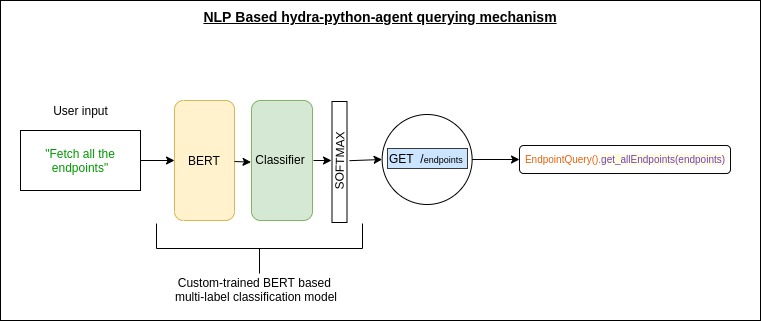 NLP Based hydra-python-agent querying mechanism
User input
"Fetch all the
endpoints"
BERT
Classifier
SOFTMAX
GET /endpoints
EndpointQuery().get_allEndpoints(endpoints)
Custom-trained BERT based
multi-label classification model